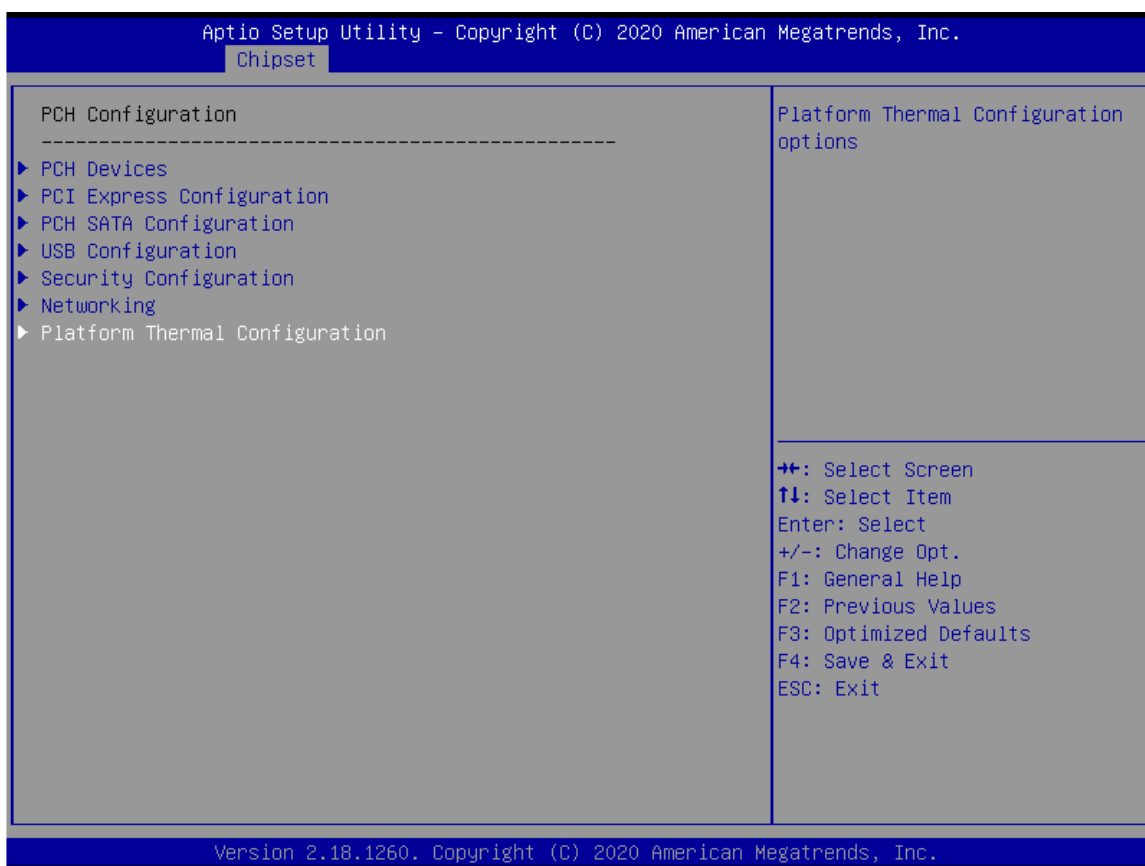 Aptio Setup Utility – Copyright (C) 2020 American Megatrends, Inc.
Chipset
PCH Configuration
--------------------------------------------------
▶ PCH Devices
▶ PCI Express Configuration
▶ PCH SATA Configuration
▶ USB Configuration
▶ Security Configuration
▶ Networking
▶ Platform Thermal Configuration
Platform Thermal Configuration
options
→←: Select Screen
↑↓: Select Item
Enter: Select
+/-: Change Opt.
F1: General Help
F2: Previous Values
F3: Optimized Defaults
F4: Save & Exit
ESC: Exit
Version 2.18.1260. Copyright (C) 2020 American Megatrends, Inc.